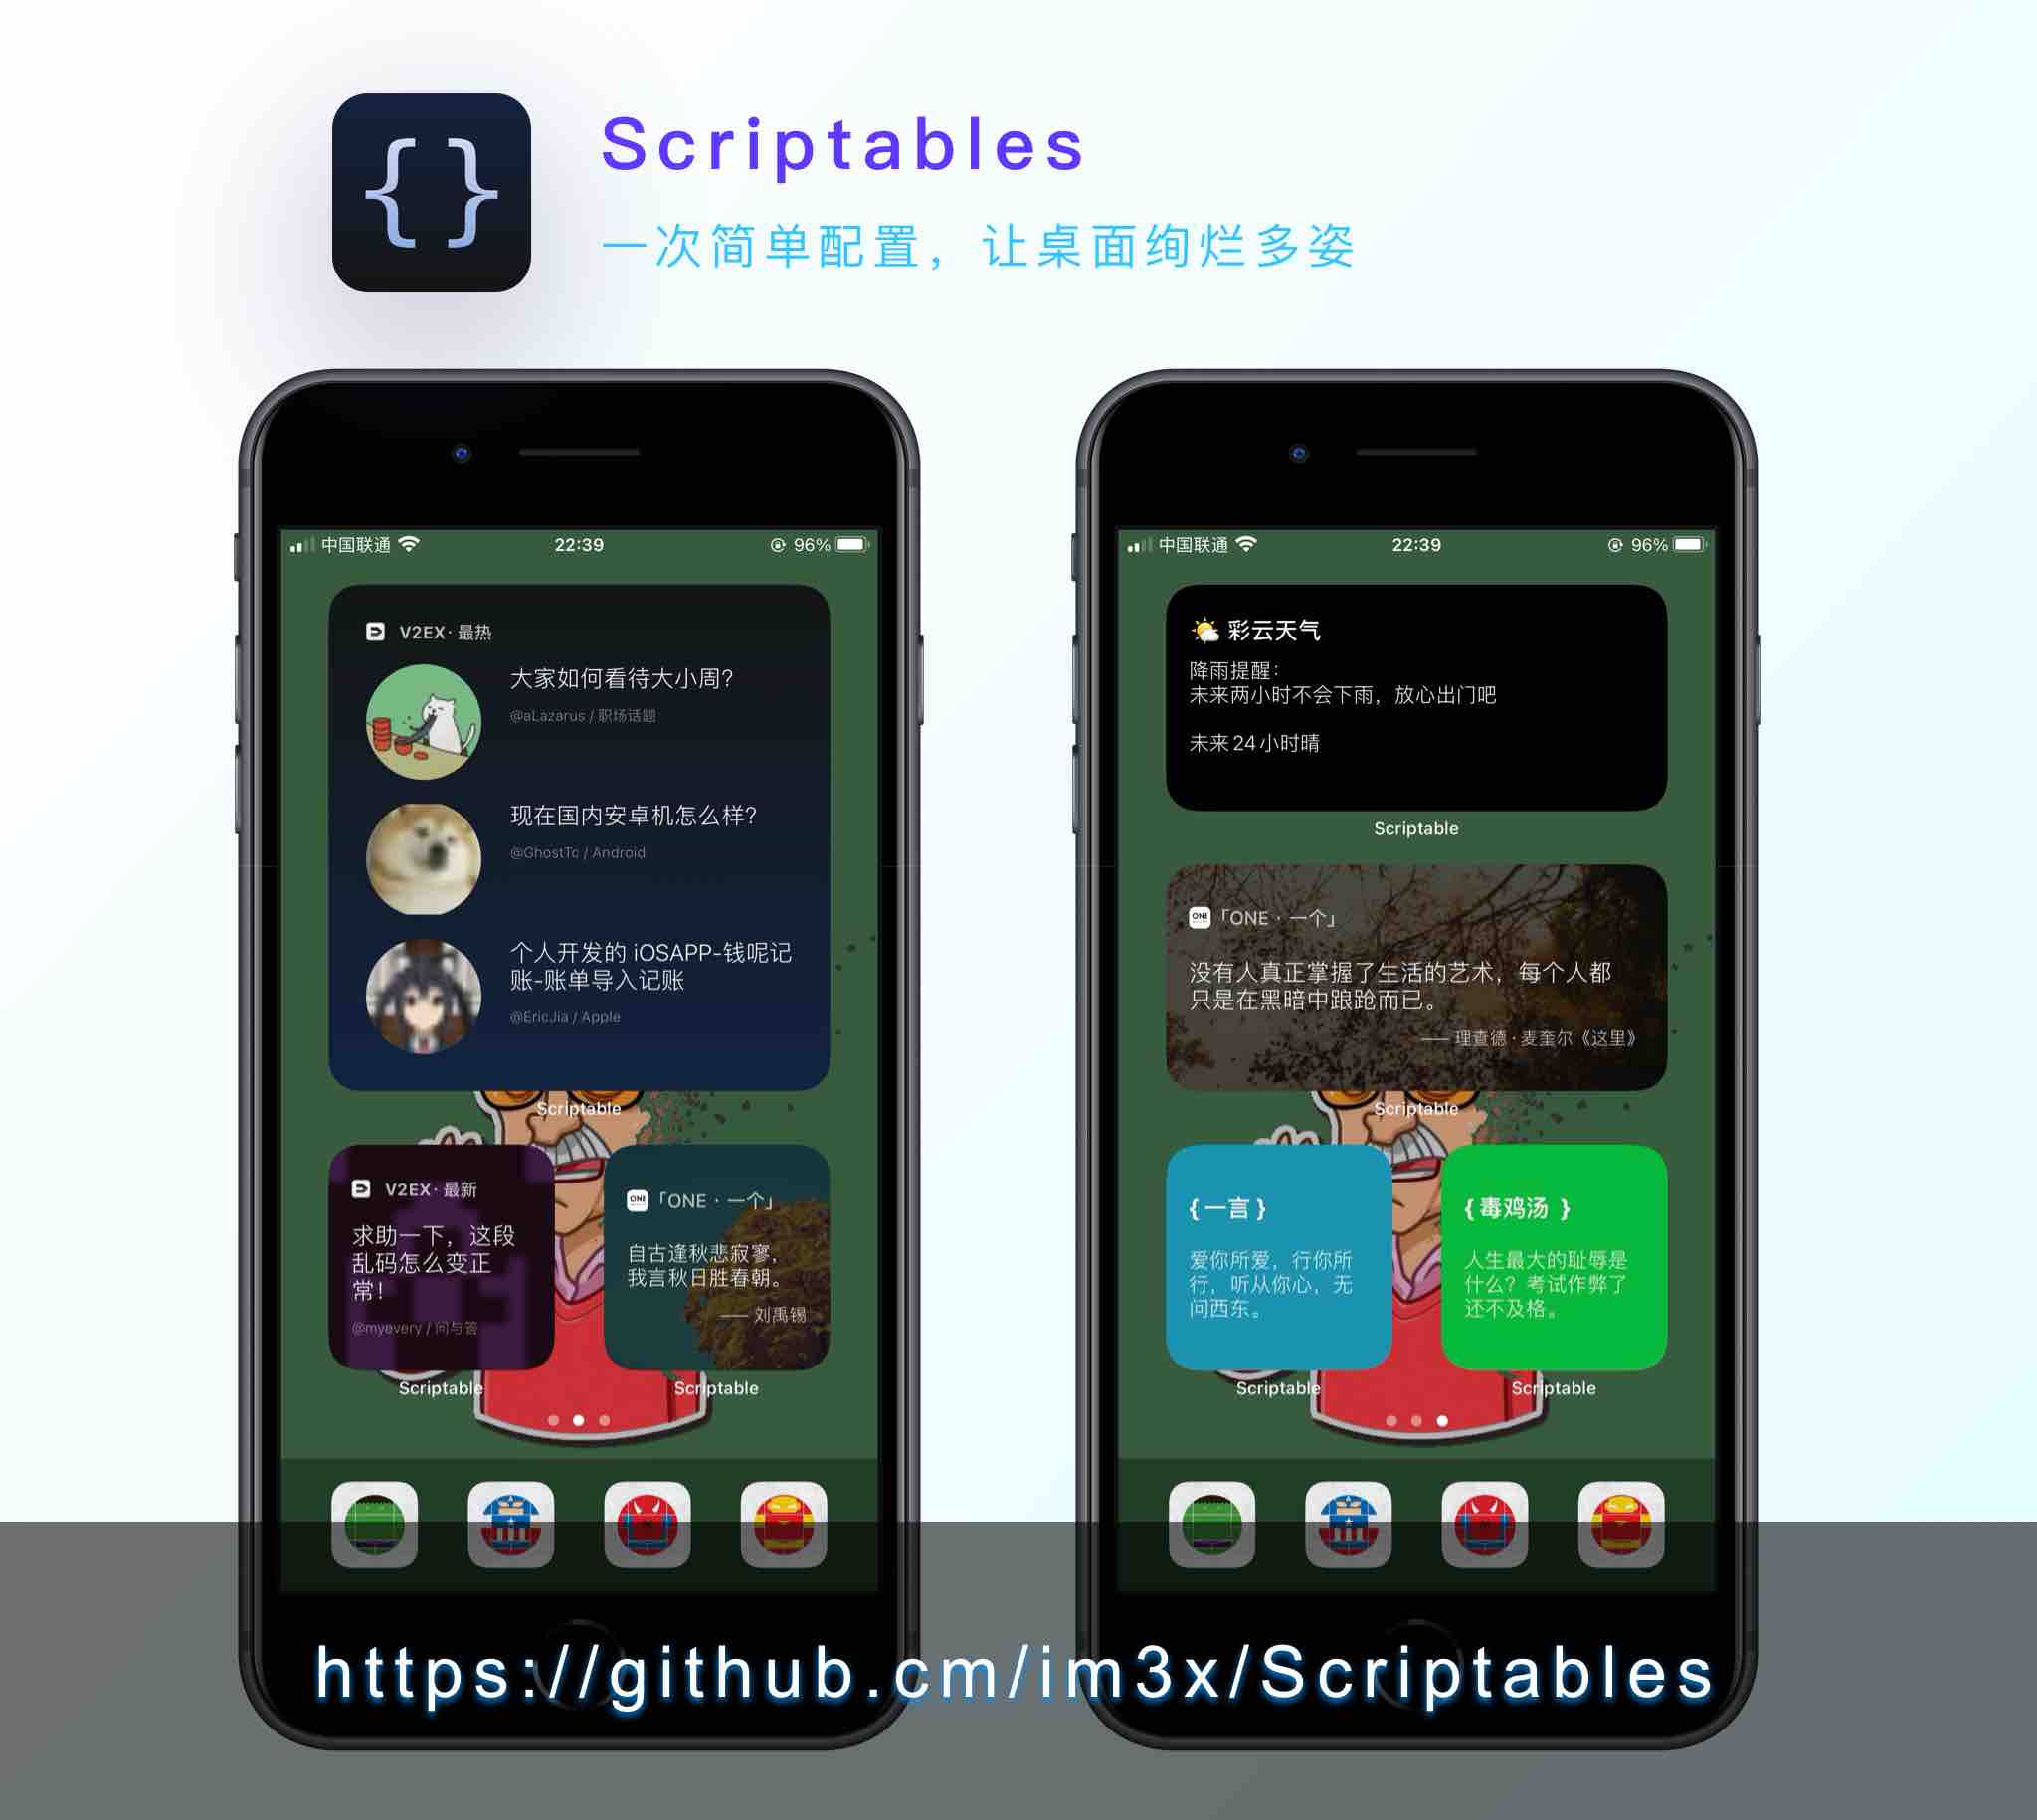 {}
Scriptables
一次简单配置，让桌面绚烂多姿
中国联通
22:39
96%
V2EX · 最热
大家如何看待大小周？
@aLazarus / 职场话题
现在国内安卓机怎么样？
@GhostTc / Android
个人开发的 iOSAPP-钱呢记
账-账单导入记账
@EricJia / Apple
Scriptable
V2EX · 最新
求助一下，这段
乱码怎么变正
常！
@myevery / 问与答
Scriptable
ONE
「ONE · 一个」
自古逢秋悲寂寥，
我言秋日胜春朝。
—— 刘禹锡
Scriptable
中国联通
22:39
96%
彩云天气
降雨提醒：
未来两小时不会下雨，放心出门吧
未来 24 小时晴
Scriptable
ONE
「ONE · 一个」
没有人真正掌握了生活的艺术，每个人都
只是在黑暗中踉跄而已。
—— 理查德 · 麦奎尔《这里》
Scriptable
{ 一言 }
爱你所爱，行你所
行，听从你心，无
问西东。
Scriptable
{ 毒鸡汤 }
人生最大的耻辱是
什么？考试作弊了
还不及格。
Scriptable
https://github.cm/im3x/Scriptables